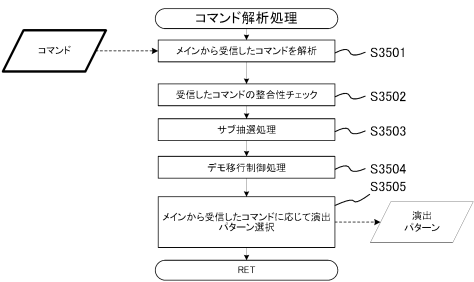 コマンド解析処理
コマンド
メインから受信したコマンドを解析
S3501
受信したコマンドの整合性チェック
S3502
サブ抽選処理
S3503
デモ移行制御処理
S3504
S3505
メインから受信したコマンドに応じて演出
パターン選択
演出
パターン
RET